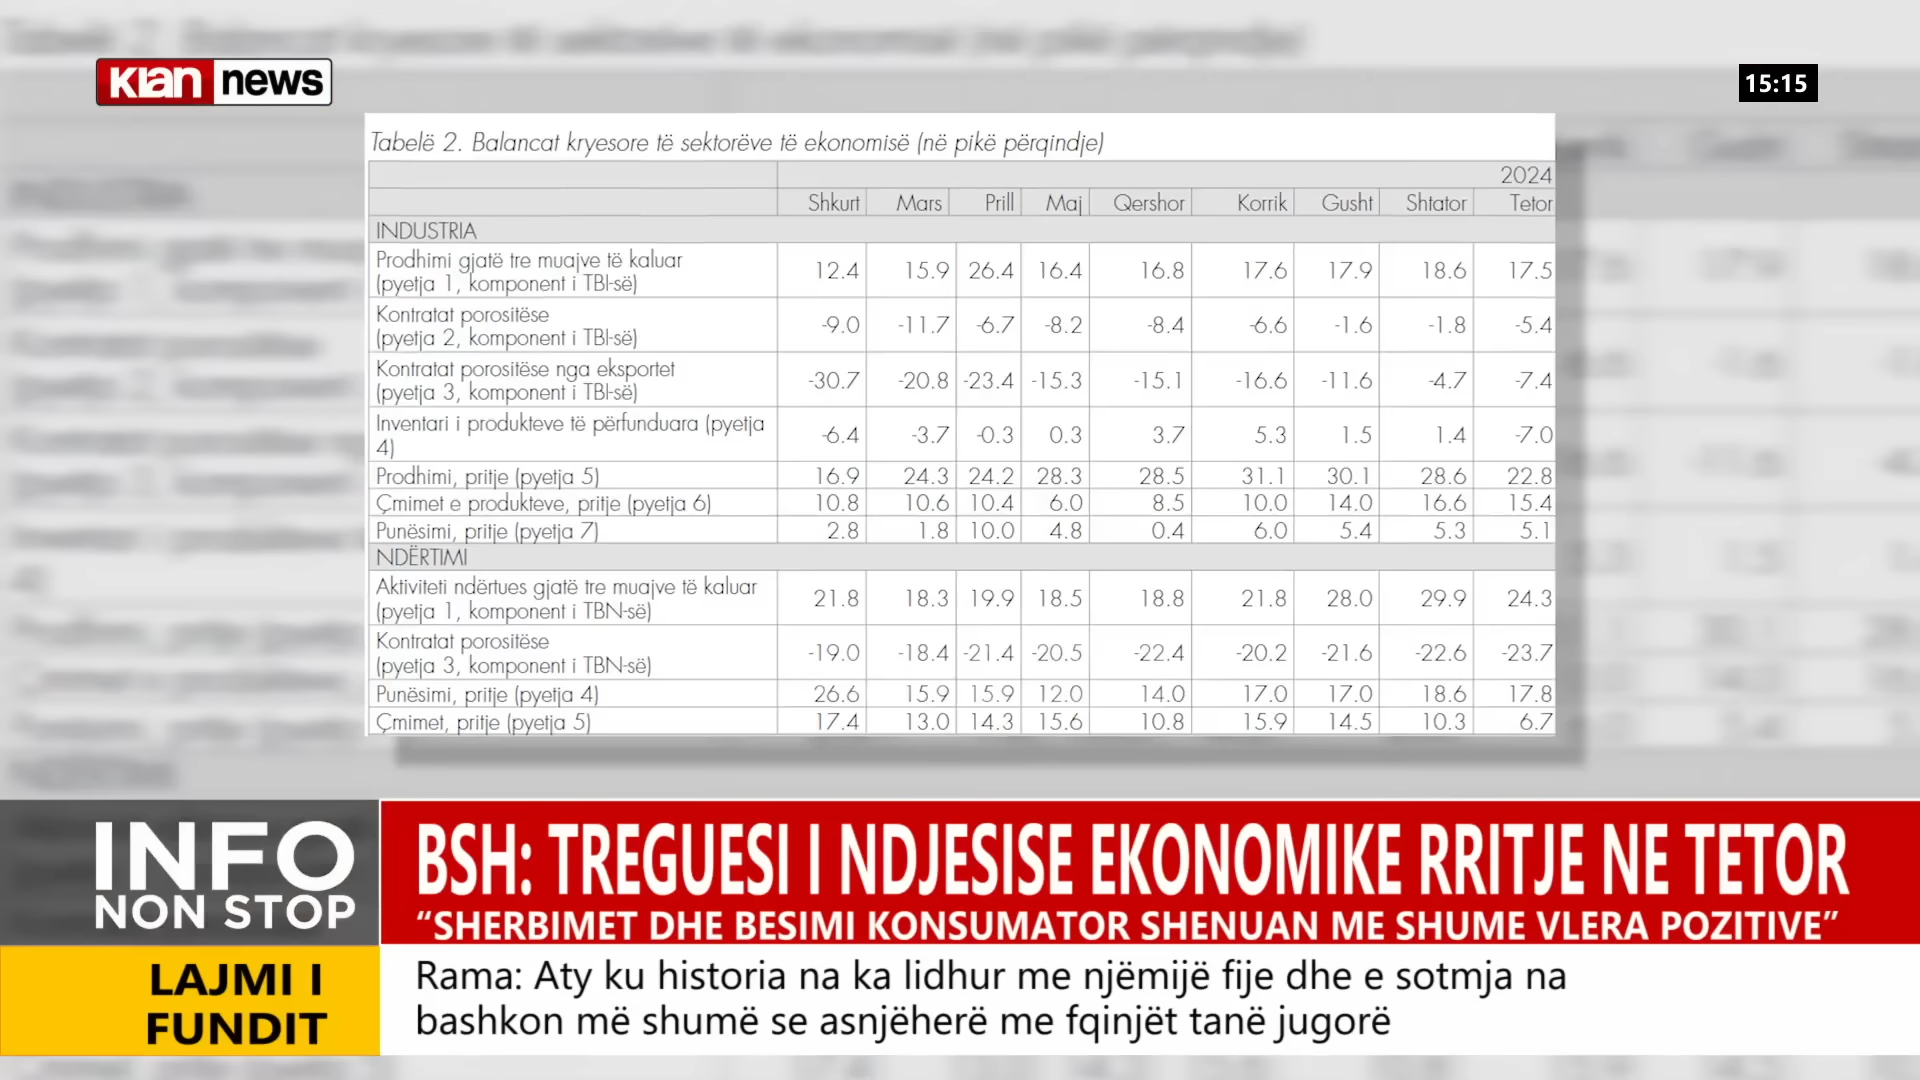 Klan news
15:15
Tabelë 2. Balancat kryesore të sektorëve të ekonomisë (në pikë përqindje)
2024
Shkurt Mars Prill Maj Qershor Korrik Gusht Shtator Tetor
INDUSTRIA
Prodhimi gjatë tre muajve të kaluar
(pyetja 1, komponent i TBI-së) 12.4 15.9 26.4 16.4 16.8 17.6 17.9 18.6 17.5
Kontratat porositëse
(pyetja 2, komponent i TBI-së) -9.0 -11.7 -6.7 -8.2 -8.4 -6.6 -1.6 -1.8 -5.4
Kontratat porositëse nga eksportet
(pyetja 3, komponent i TBI-së) -30.7 -20.8 -23.4 -15.3 -15.1 -16.6 -11.6 -4.7 -7.4
Inventari i produkteve të përfunduara (pyetja
4) -6.4 -3.7 -0.3 0.3 3.7 5.3 1.5 1.4 -7.0
Prodhimi, pritje (pyetja 5) 16.9 24.3 24.2 28.3 28.5 31.1 30.1 28.6 22.8
Çmimet e produkteve, pritje (pyetja 6) 10.8 10.6 10.4 6.0 8.5 10.0 14.0 16.6 15.4
Punësimi, pritje (pyetja 7) 2.8 1.8 10.0 4.8 0.4 6.0 5.4 5.3 5.1
NDËRTIMI
Aktiviteti ndërtues gjatë tre muajve të kaluar
(pyetja 1, komponent i TBN-së) 21.8 18.3 19.9 18.5 18.8 21.8 28.0 29.9 24.3
Kontratat porositëse
(pyetja 3, komponent i TBN-së) -19.0 -18.4 -21.4 -20.5 -22.4 -20.2 -21.6 -22.6 -23.7
Punësimi, pritje (pyetja 4) 26.6 15.9 15.9 12.0 14.0 17.0 17.0 18.6 17.8
Çmimet, pritje (pyetja 5) 17.4 13.0 14.3 15.6 10.8 15.9 14.5 10.3 6.7
INFO
NON STOP
BSH: TREGUESI I NDJESISE EKONOMIKE RRITJE NE TETOR
“SHERBIMET DHE BESIMI KONSUMATOR SHENUAN ME SHUME VLERA POZITIVE”
LAJMI I
FUNDIT
Rama: Aty ku historia na ka lidhur me njëmijë fije dhe e sotmja na
bashkon më shumë se asnjëherë me fqinjët tanë jugorë